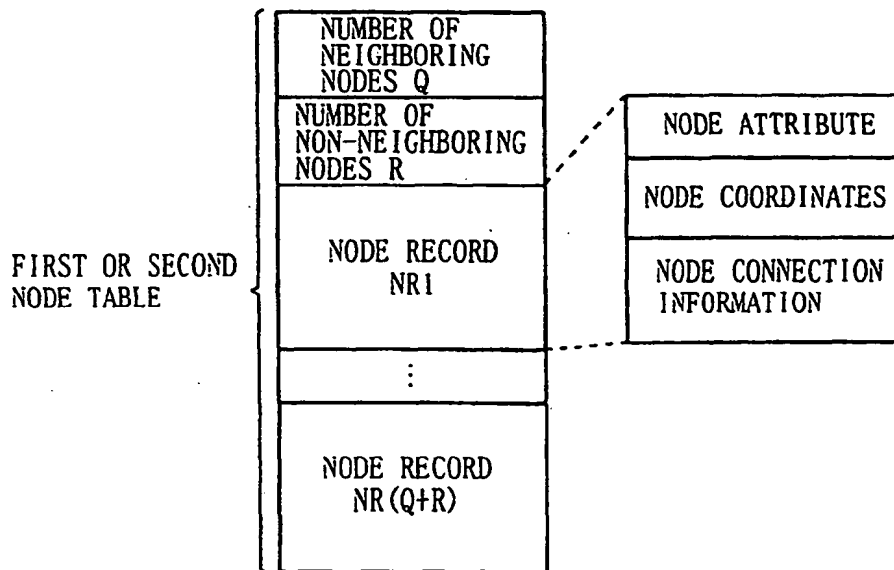 NUMBER OF
NEIGHBORING
NODES Q
NUMBER OF
NON-NEIGHBORING
NODES R
NODE RECORD
NR1
⋮
NODE RECORD
NR(Q+R)
FIRST OR SECOND
NODE TABLE
NODE ATTRIBUTE
NODE COORDINATES
NODE CONNECTION
INFORMATION